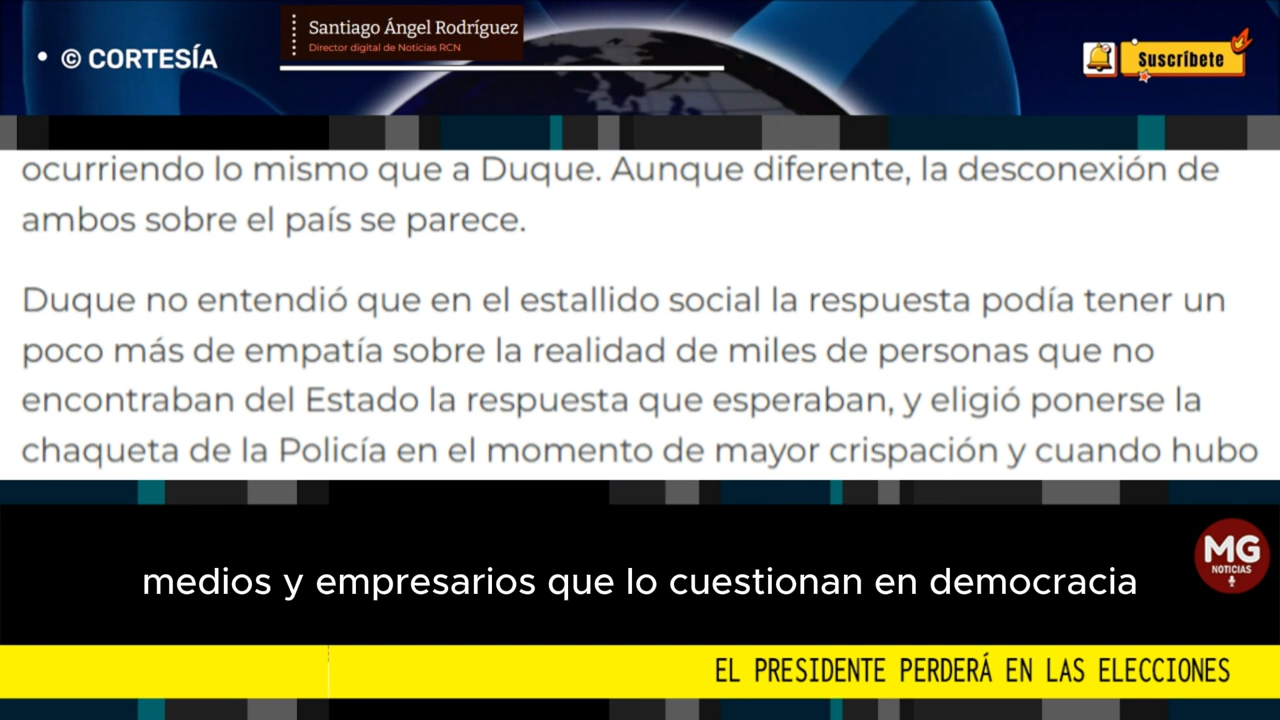 • © CORTESÍA
Santiago Ángel Rodríguez
Director digital de Noticias RCN
Suscríbete
ocurriendo lo mismo que a Duque. Aunque diferente, la desconexión de
ambos sobre el país se parece.
Duque no entendió que en el estallido social la respuesta podía tener un
poco más de empatía sobre la realidad de miles de personas que no
encontraban del Estado la respuesta que esperaban, y eligió ponerse la
chaqueta de la Policía en el momento de mayor crispación y cuando hubo
medios y empresarios que lo cuestionan en democracia
MG
NOTICIAS
EL PRESIDENTE PERDERÁ EN LAS ELECCIONES